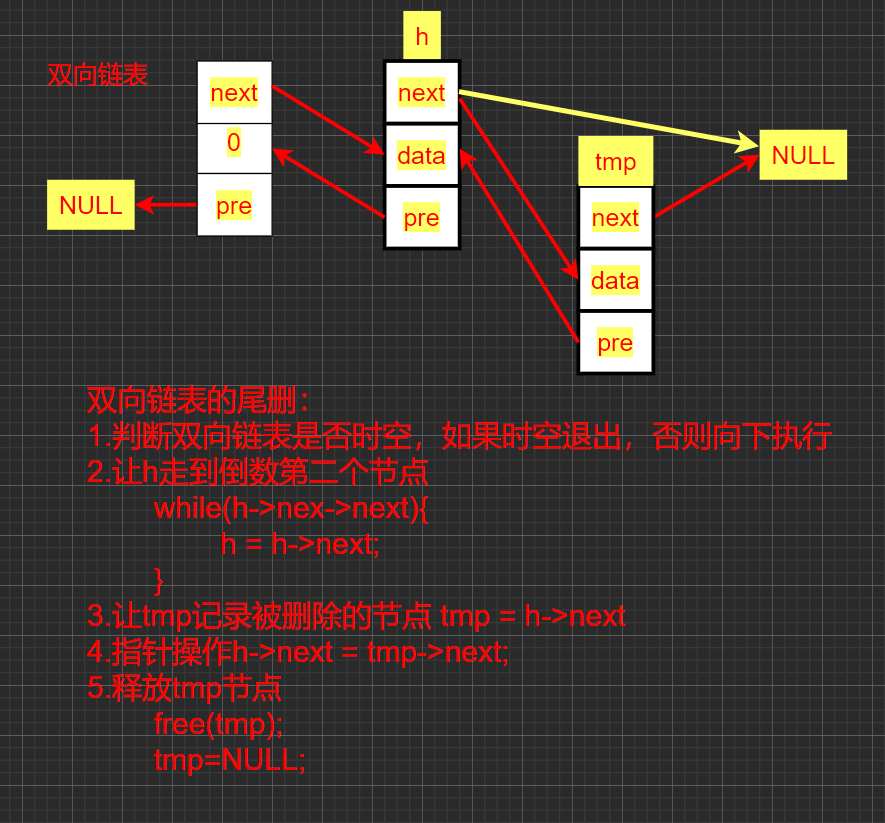 双向链表
h
next
0
pre
NULL
next
data
pre
tmp
next
data
pre
NULL
双向链表的尾删：
1.判断双向链表是否时空，如果时空退出，否则向下执行
2.让h走到倒数第二个节点
while(h->nex->next){
h = h->next;
}
3.让tmp记录被删除的节点 tmp = h->next
4.指针操作h->next = tmp->next;
5.释放tmp节点
free(tmp);
tmp=NULL;